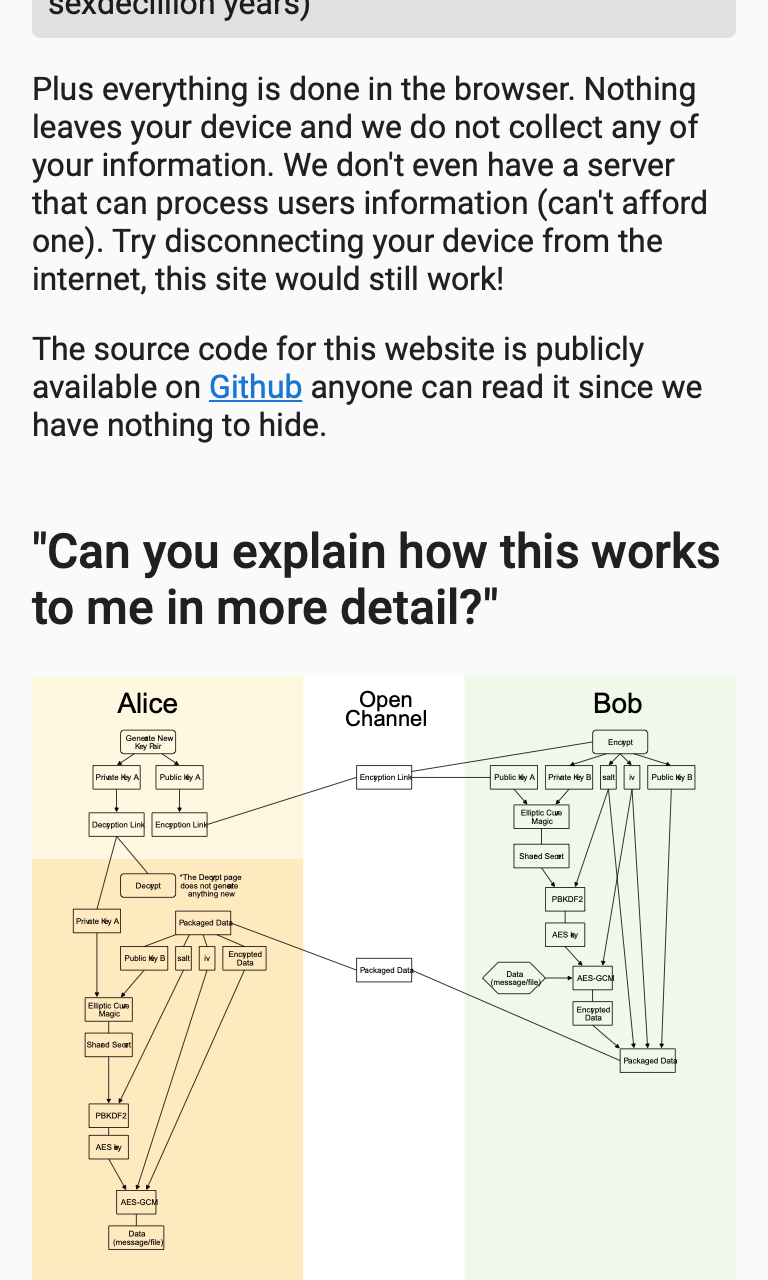 sexdecillion years)
Plus everything is done in the browser. Nothing
leaves your device and we do not collect any of
your information. We don't even have a server
that can process users information (can't afford
one). Try disconnecting your device from the
internet, this site would still work!
The source code for this website is publicly
available on Github anyone can read it since we
have nothing to hide.
"Can you explain how this works
to me in more detail?"
Alice
Generate New
Key Pair
Private Key A
Public Key A
Decryption Link
Encryption Link
Decrypt
*The Decrypt page
does not generate
anything new
Private Key A
Packaged Data
Public Key B
salt
iv
Encrypted
Data
Elliptic Curve
Magic
Shared Secret
PBKDF2
AES key
AES-GCM
Data
(message/file)
Open
Channel
Encryption Link
Packaged Data
Bob
Encrypt
Public Key A
Private Key B
salt
iv
Public Key B
Elliptic Curve
Magic
Shared Secret
PBKDF2
AES key
Data
(message/file)
AES-GCM
Encrypted
Data
Packaged Data